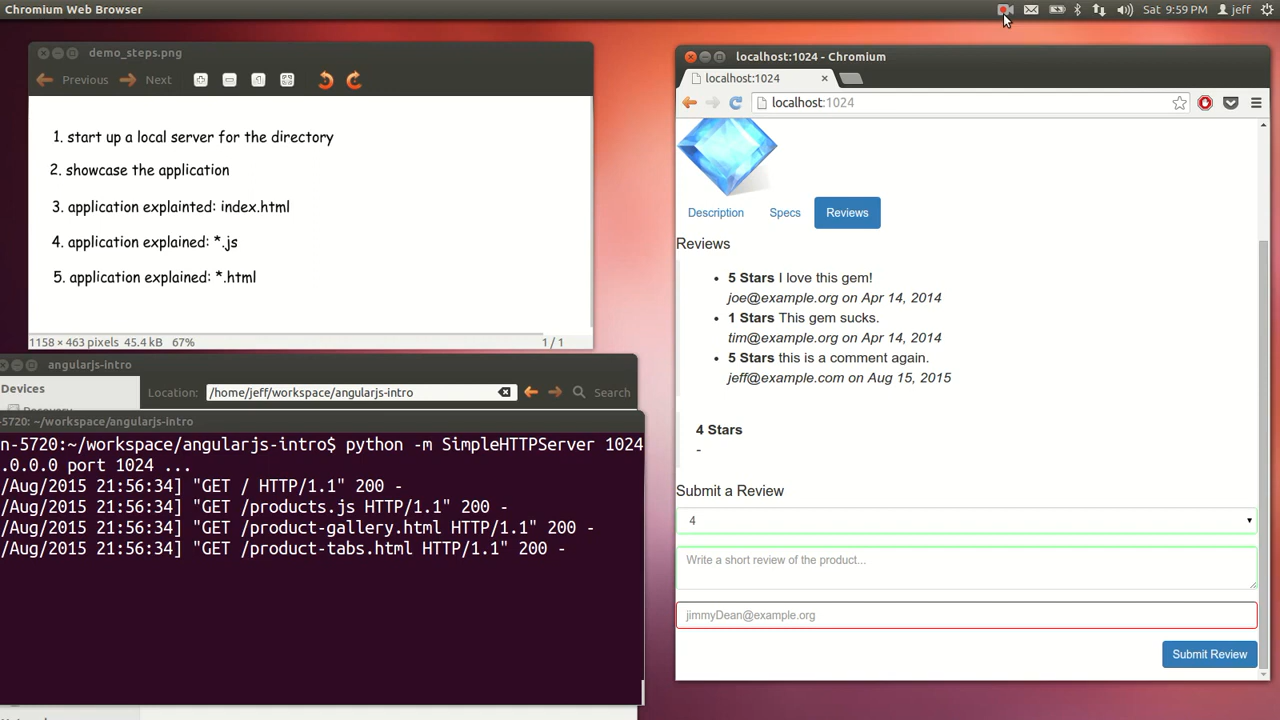 Chromium Web Browser
Sat 9:59 PM jeff
demo_steps.png
Previous Next
1. start up a local server for the directory
2. showcase the application
3. application explainted: index.html
4. application explained: *.js
5. application explained: *.html
1158 × 463 pixels 45.4 kB 67% 1 / 1
angularjs-intro
Devices
Location: /home/jeff/workspace/angularjs-intro Search
n-5720: ~/workspace/angularjs-intro
n-5720:~/workspace/angularjs-intro$ python -m SimpleHTTPServer 1024
.0.0.0 port 1024 ...
/Aug/2015 21:56:34] "GET / HTTP/1.1" 200 -
/Aug/2015 21:56:34] "GET /products.js HTTP/1.1" 200 -
/Aug/2015 21:56:34] "GET /product-gallery.html HTTP/1.1" 200 -
/Aug/2015 21:56:34] "GET /product-tabs.html HTTP/1.1" 200 -
localhost:1024 - Chromium
localhost:1024
localhost:1024
Description Specs Reviews
Reviews
5 Stars I love this gem!
joe@example.org on Apr 14, 2014
1 Stars This gem sucks.
tim@example.org on Apr 14, 2014
5 Stars this is a comment again.
jeff@example.com on Aug 15, 2015
4 Stars
-
Submit a Review
4
Write a short review of the product...
jimmyDean@example.org
Submit Review